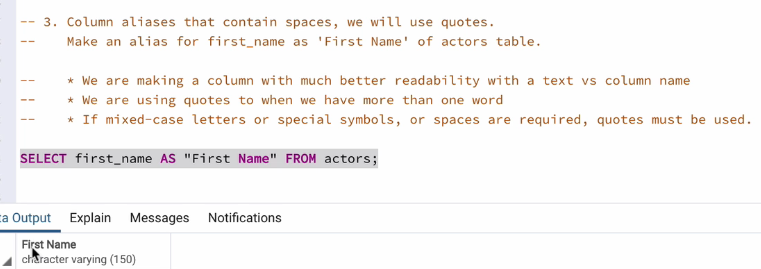 -- 3. Column aliases that contain spaces, we will use quotes.
-- Make an alias for first_name as 'First Name' of actors table.
-- * We are making a column with much better readability with a text vs column name
-- * We are using quotes to when we have more than one word
-- * If mixed-case letters or special symbols, or spaces are required, quotes must be used.
SELECT first_name AS "First Name" FROM actors;
ta Output Explain Messages Notifications
First Name
character varying (150)